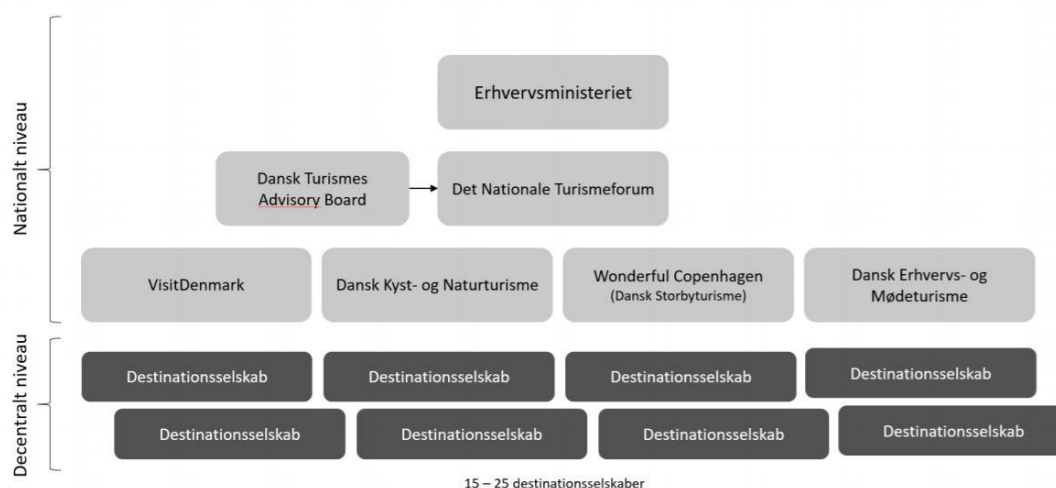 Nationalt niveau
Erhvervsministeriet
Dansk Turismes
Advisory Board
Det Nationale Turismeforum
VisitDenmark
Dansk Kyst- og Naturturisme
Wonderful Copenhagen
(Dansk Storbyturisme)
Dansk Erhvervs- og
Mødeturisme
Decentralt niveau
Destinationsselskab
Destinationsselskab
Destinationsselskab
Destinationsselskab
Destinationsselskab
Destinationsselskab
Destinationsselskab
Destinationsselskab
15 – 25 destinationsselskaber